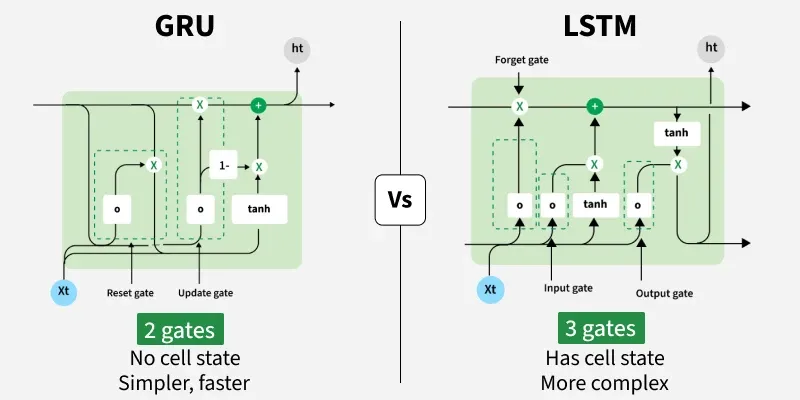 GRU
ht
X
+
X
1-
X
o
o
tanh
Xt
Reset gate
Update gate
2 gates
No cell state
Simpler, faster
Vs
LSTM
ht
Forget gate
X
+
tanh
X
X
o
o
tanh
o
Xt
Input gate
Output gate
3 gates
Has cell state
More complex